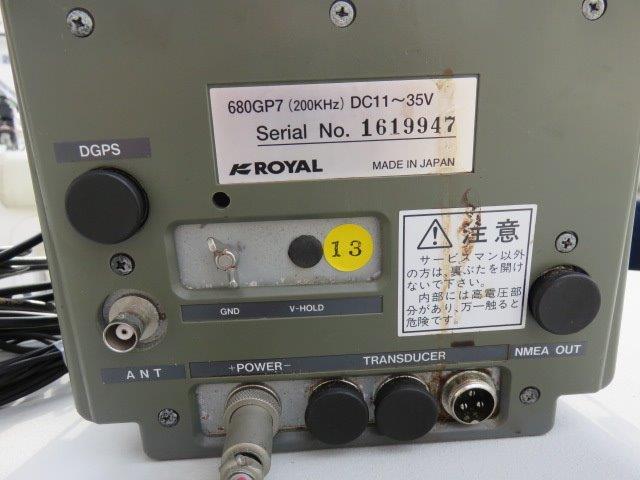 680GP7 (200KHz) DC11～35V
Serial No. 1619947
ROYAL MADE IN JAPAN
DGPS
13
GND V-HOLD
注意
サービスマン以外
の方は、裏ぶたを開け
ないで下さい。
内部には高電圧部
分があり、万一触ると
危険です。
ANT
+POWER-
TRANSDUCER
NMEA OUT